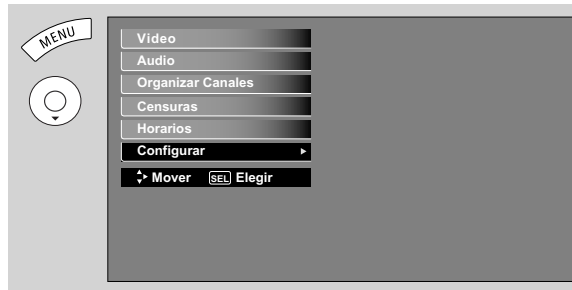 MENU
Video
Audio
Organizar Canales
Censuras
Horarios
Configurar
Mover SEL Elegir